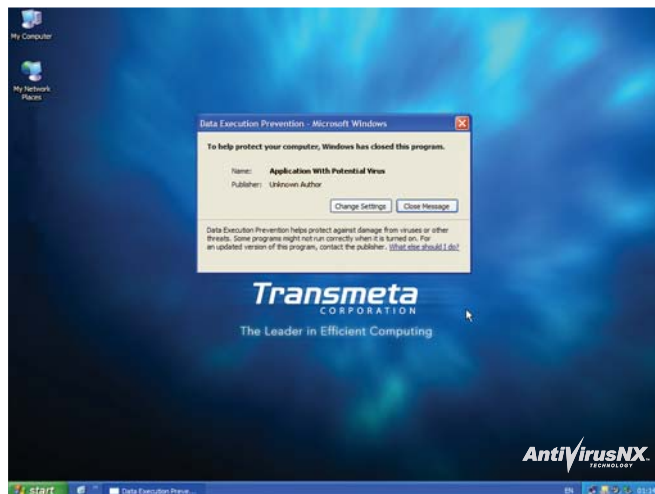 My Computer
My Network
Places
Data Execution Prevention - Microsoft Windows
To help protect your computer, Windows has closed this program.
Name: Application With Potential Virus
Publisher: Unknown Author
Change Settings
Close Message
Data Execution Prevention helps protect against damage from viruses or other
threats. Some programs might not run correctly when it is turned on. For
an updated version of this program, contact the publisher. What else should I do?
Transmeta
CORPORATION
The Leader in Efficient Computing
AntiVirusNX™
TECHNOLOGY
start
Data Execution Preve...
EN